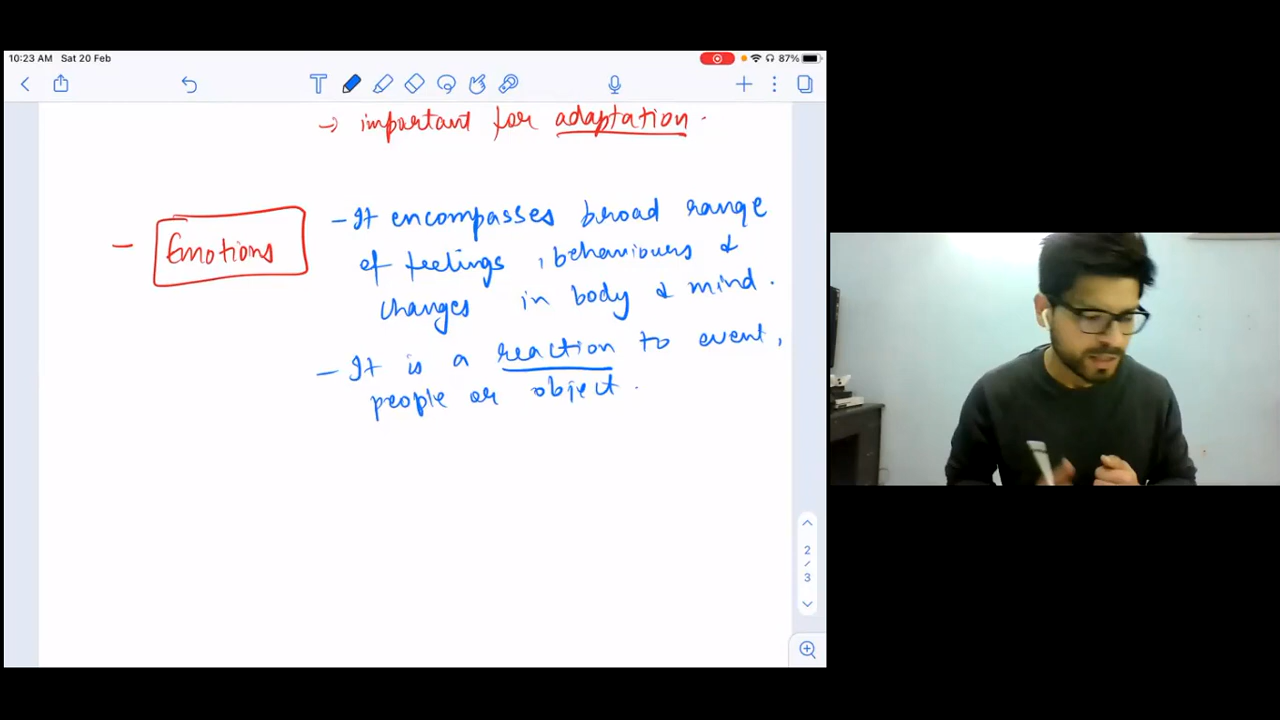 10:23 AM Sat 20 Feb
87%
→ important for adaptation.
- Emotions
- It encompasses broad range
of feelings, behaviours &
changes in body & mind.
- It is a reaction to event,
people or object.
2
/
3